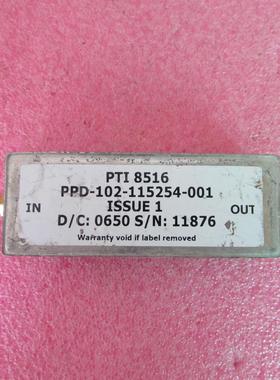 PTI 8516
PPD-102-115254-001
ISSUE 1
IN OUT
D/C: 0650 S/N: 11876
Warranty void if label removed